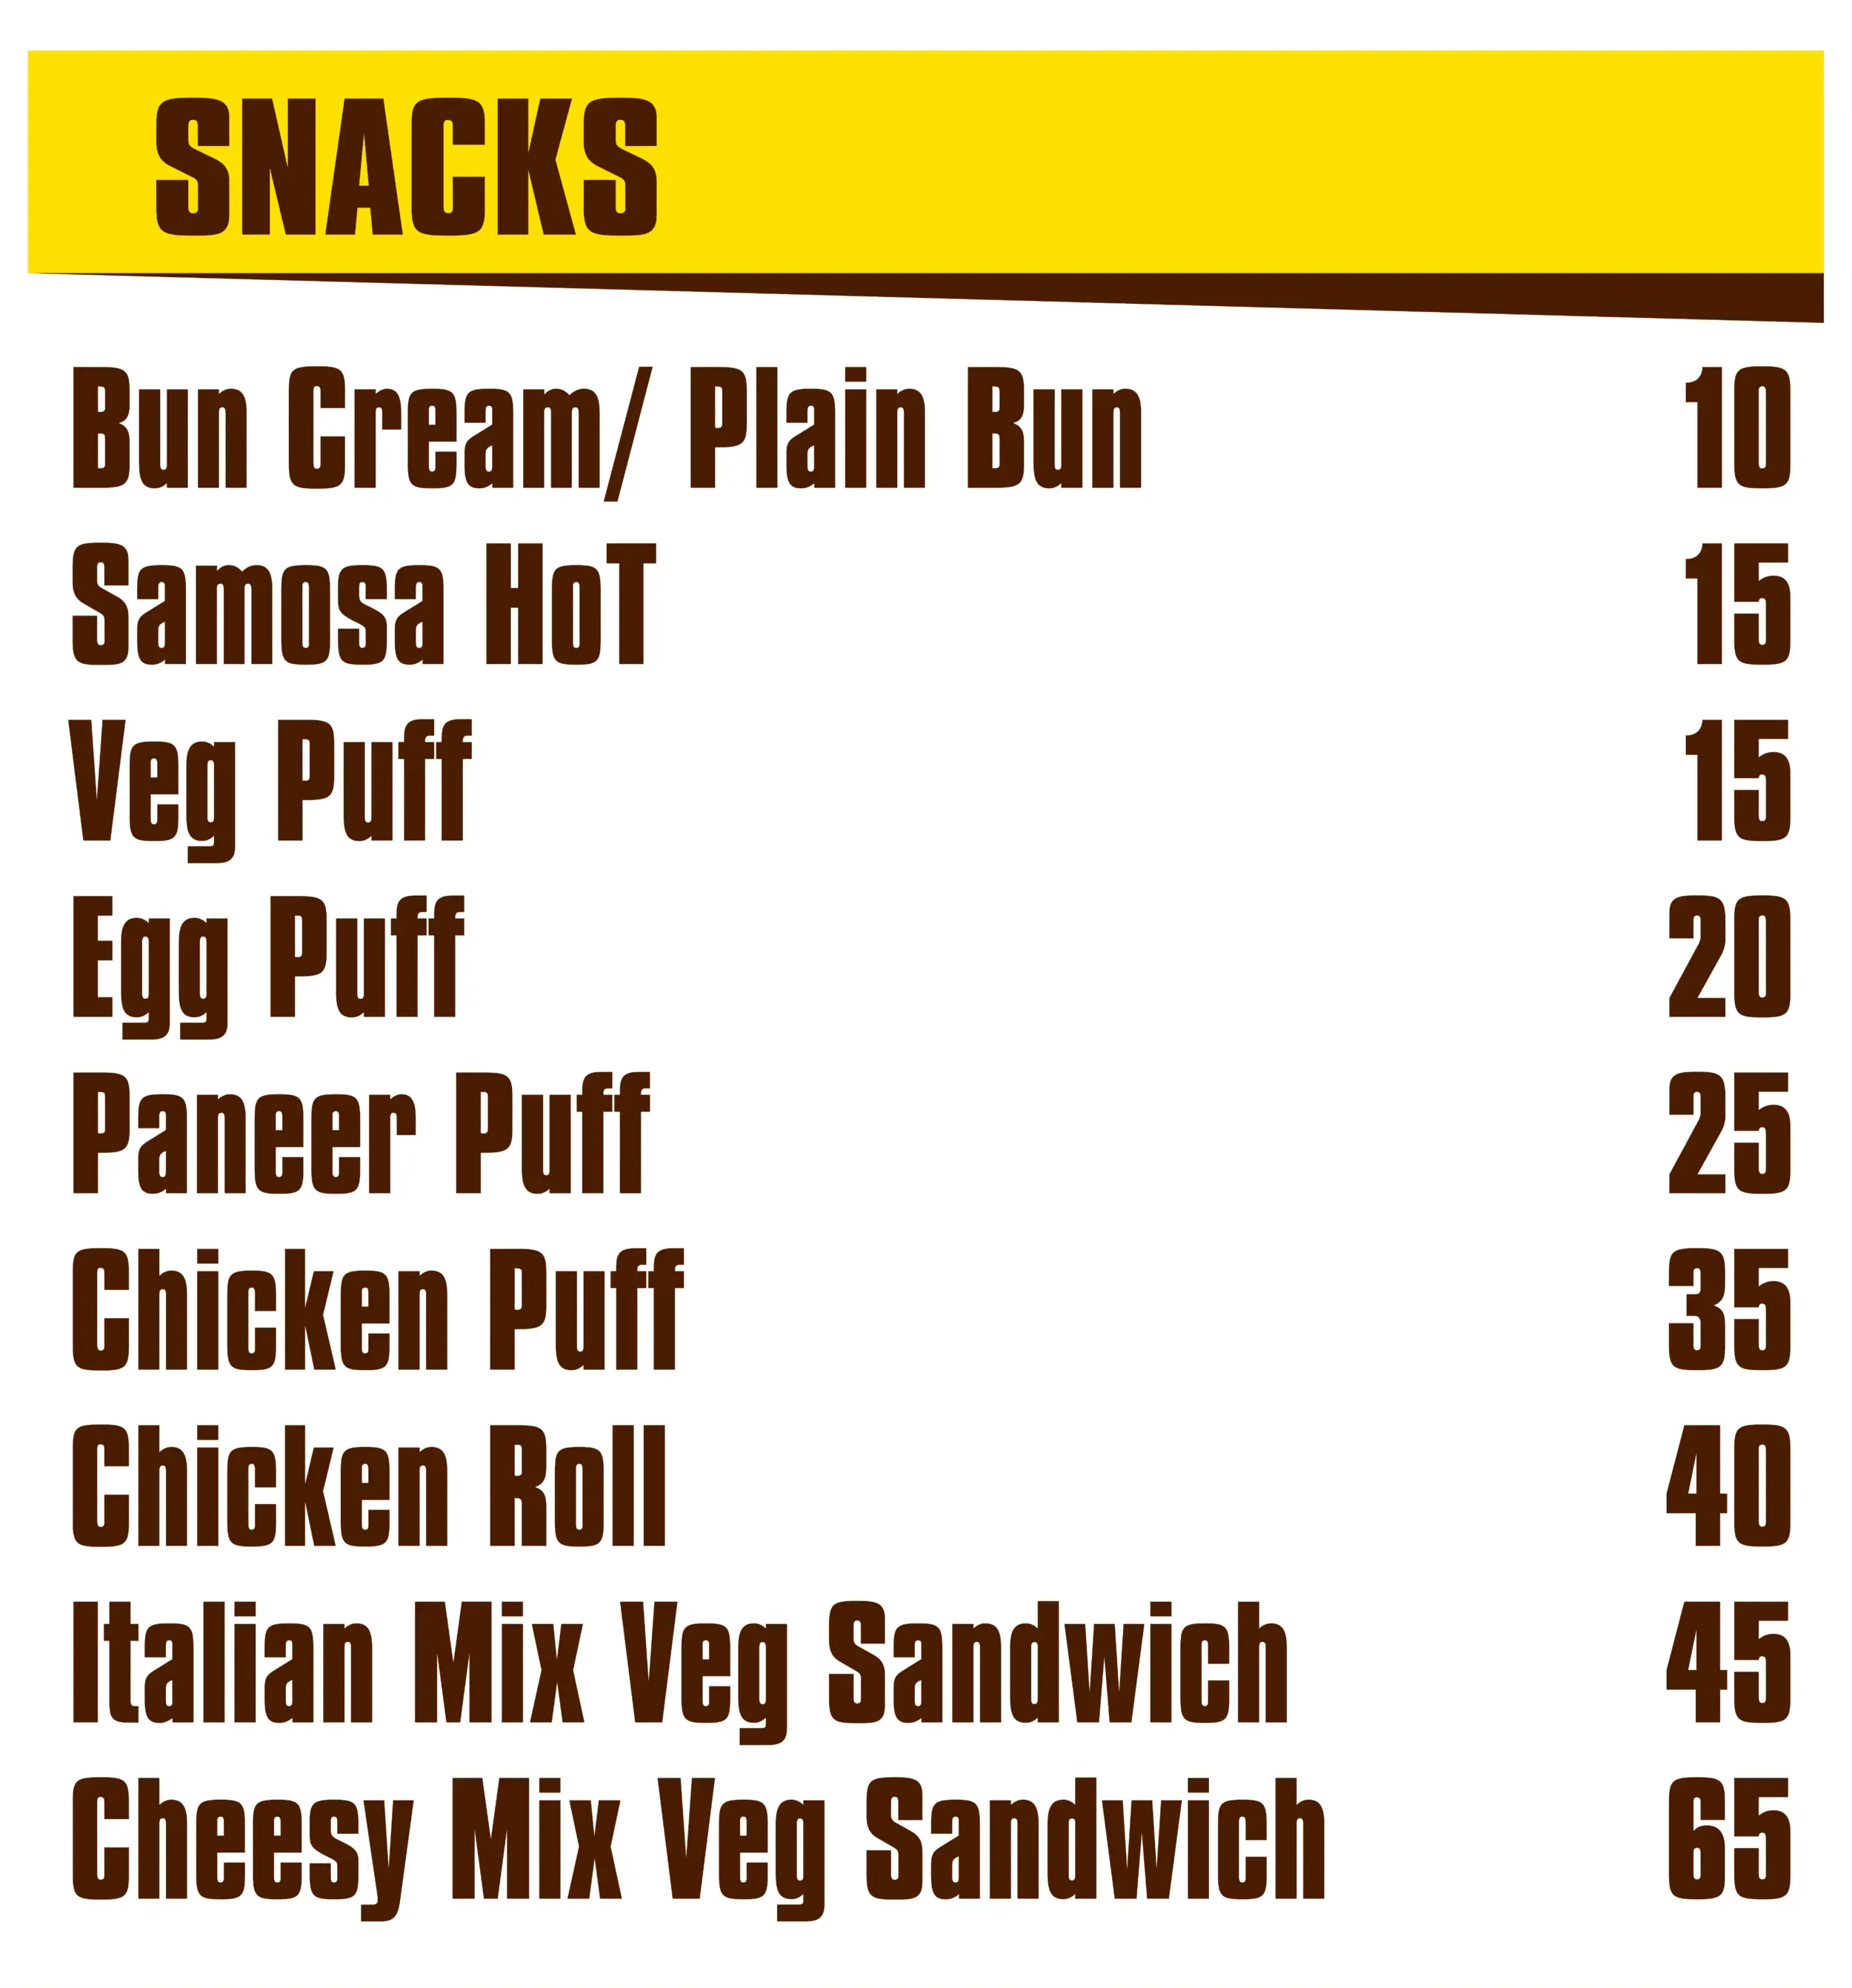 SNACKS
Bun Cream/ Plain Bun 10
Samosa HoT 15
Veg Puff 15
Egg Puff 20
Paneer Puff 25
Chicken Puff 35
Chicken Roll 40
Italian Mix Veg Sandwich 45
Cheesy Mix Veg Sandwich 65